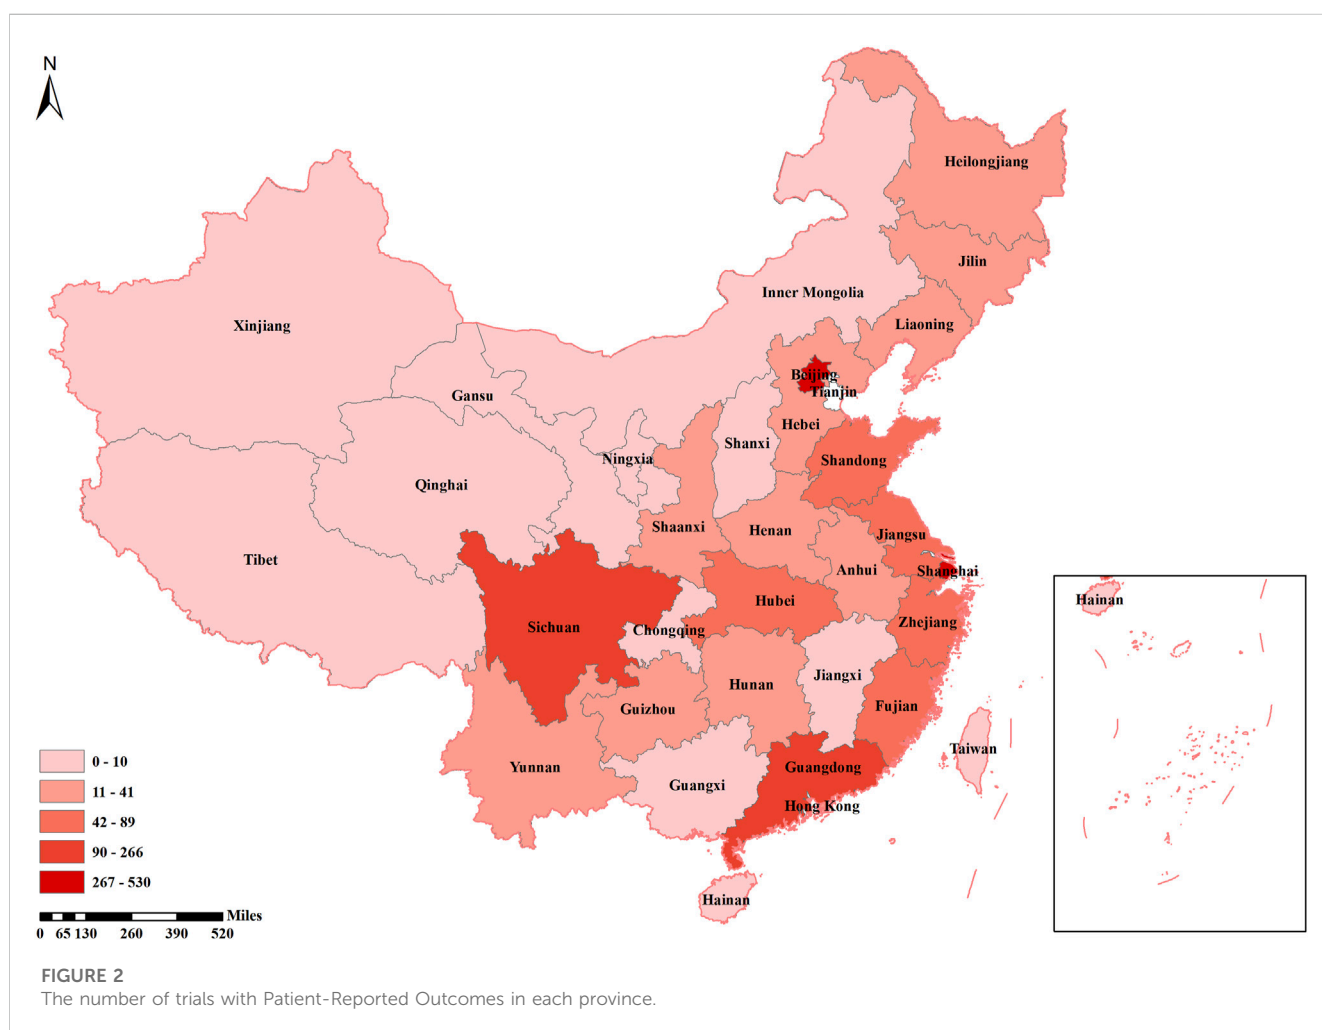 N
Heilongjiang
Jilin
Inner Mongolia
Liaoning
Xinjiang
Beijing
Tianjin
Gansu
Hebei
Shanxi
Shandong
Ningxia
Qinghai
Shaanxi
Henan
Jiangsu
Tibet
Anhui
Shanghai
Hubei
Hainan
Zhejiang
Sichuan
Chongqing
Jiangxi
Hunan
Fujian
Guizhou
Taiwan
Yunnan
Guangdong
Guangxi
Hong Kong
Hainan
0 - 10
11 - 41
42 - 89
90 - 266
267 - 530
Miles
0 65 130 260 390 520
FIGURE 2
The number of trials with Patient-Reported Outcomes in each province.